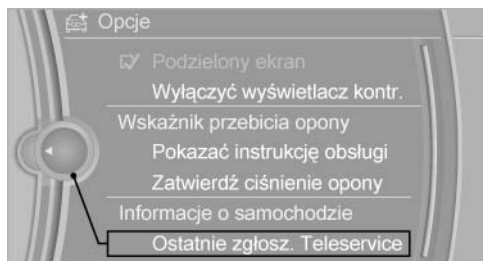 Opcje
Podzielony ekran
Wyłączyć wyświetlacz kontr.
Wskaźnik przebicia opony
Pokazać instrukcję obsługi
Zatwierdź ciśnienie opony
Informacje o samochodzie
Ostatnie zgłosz. Teleservice